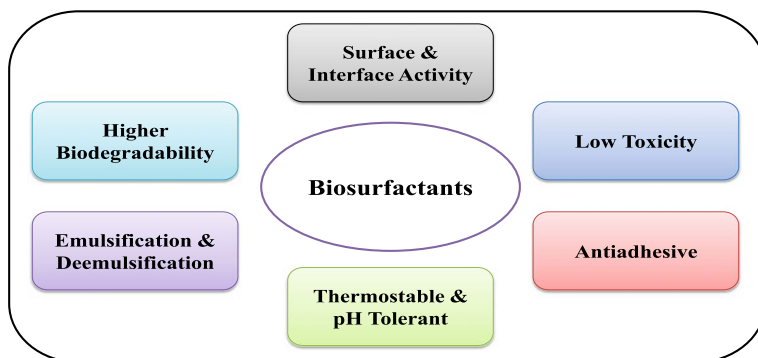 Surface &
Interface Activity
Higher
Biodegradability
Low Toxicity
Biosurfactants
Emulsification &
Deemulsification
Antiadhesive
Thermostable &
pH Tolerant